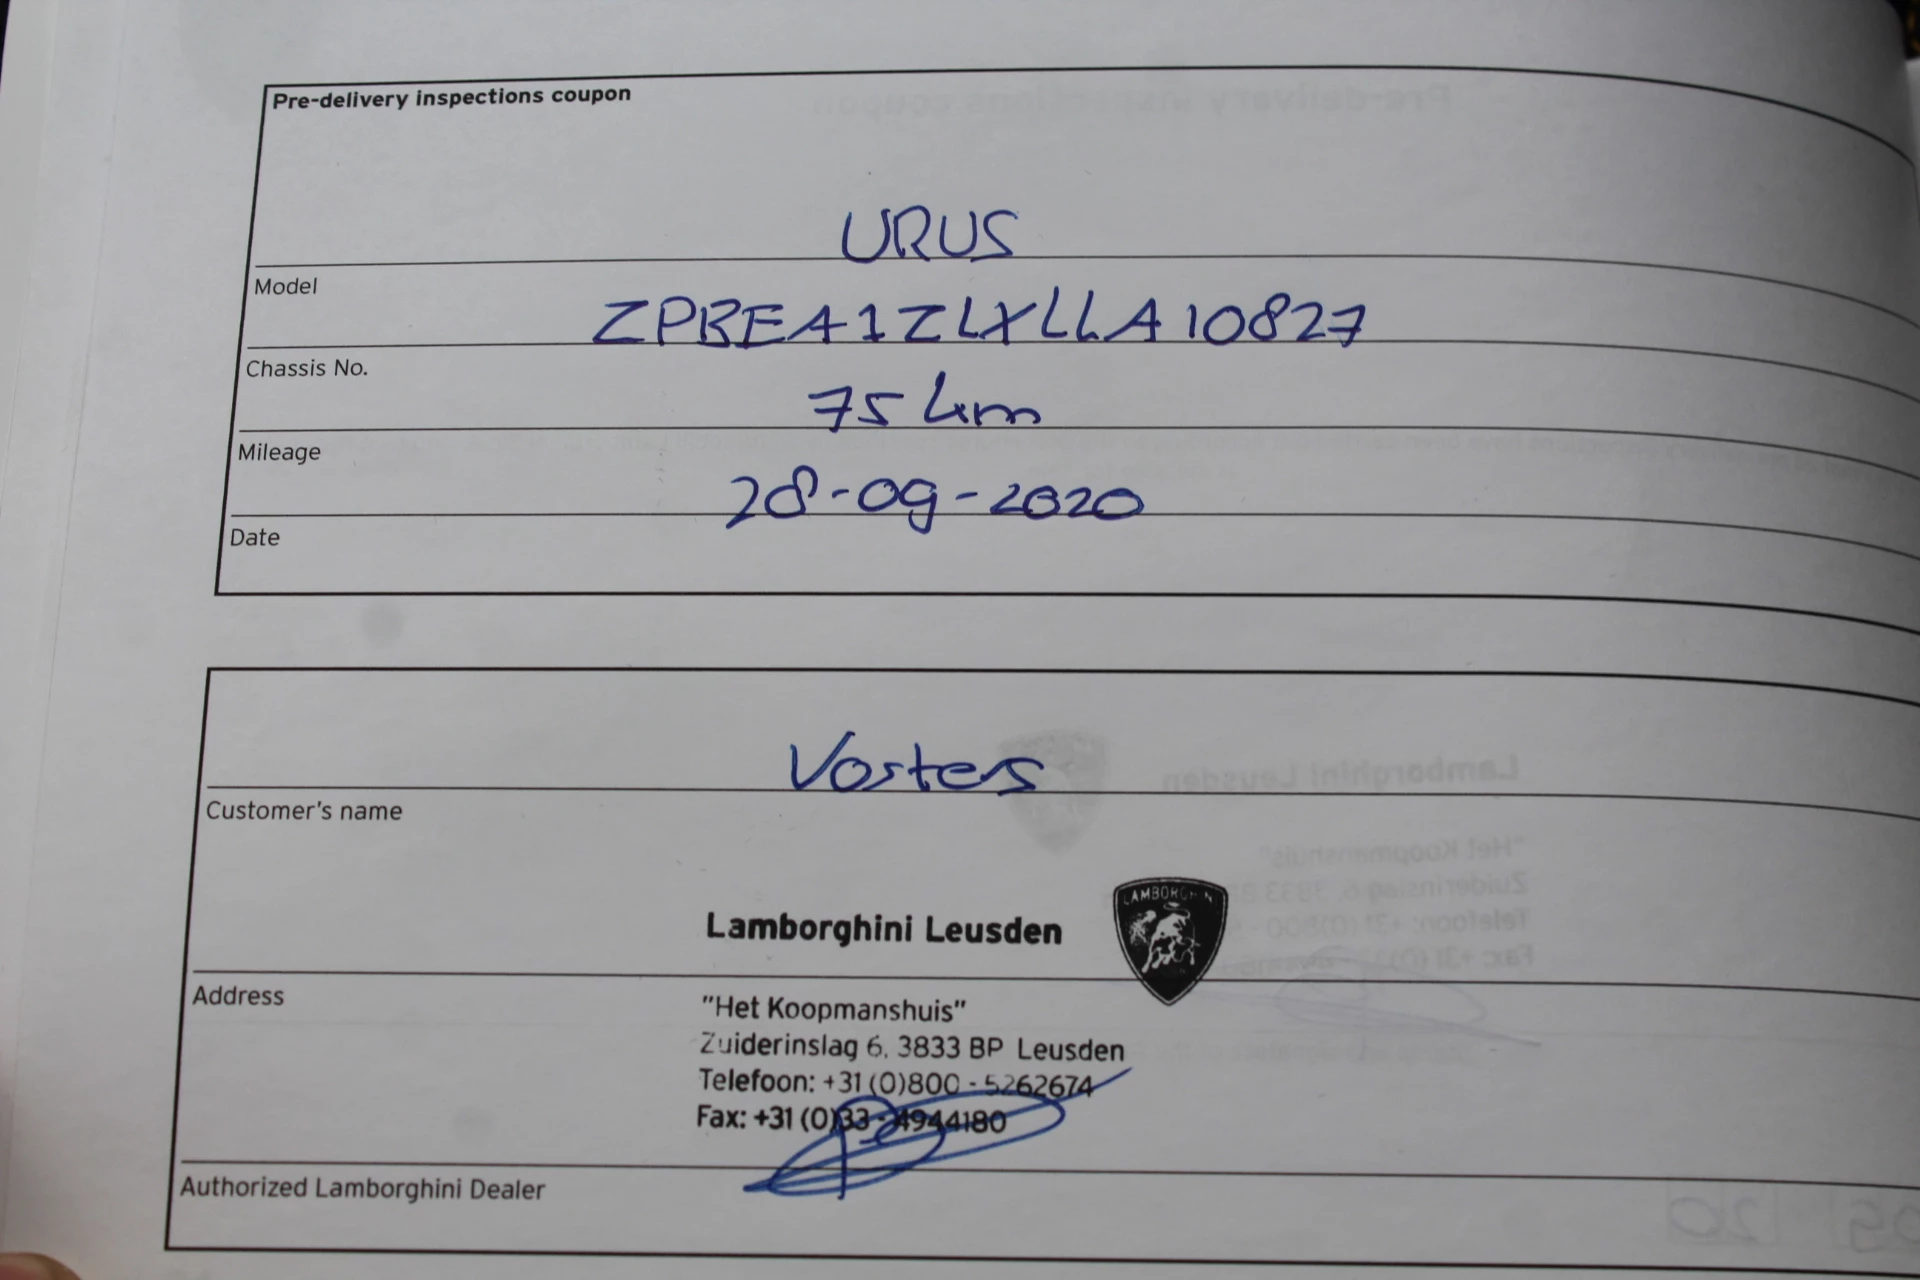 Pre-delivery inspections coupon
URUS
Model
ZPBEA1ZLXLLA10827
Chassis No.
75 km
Mileage
28-09-2020
Date
Vosters
Customer's name
Lamborghini Leusden
LAMBORGHINI
Address
"Het Koopmanshuis"
Zuiderinslag 6, 3833 BP Leusden
Telefoon: +31 (0)800 - 5262674
Fax: +31 (0)33 - 4944180
Authorized Lamborghini Dealer